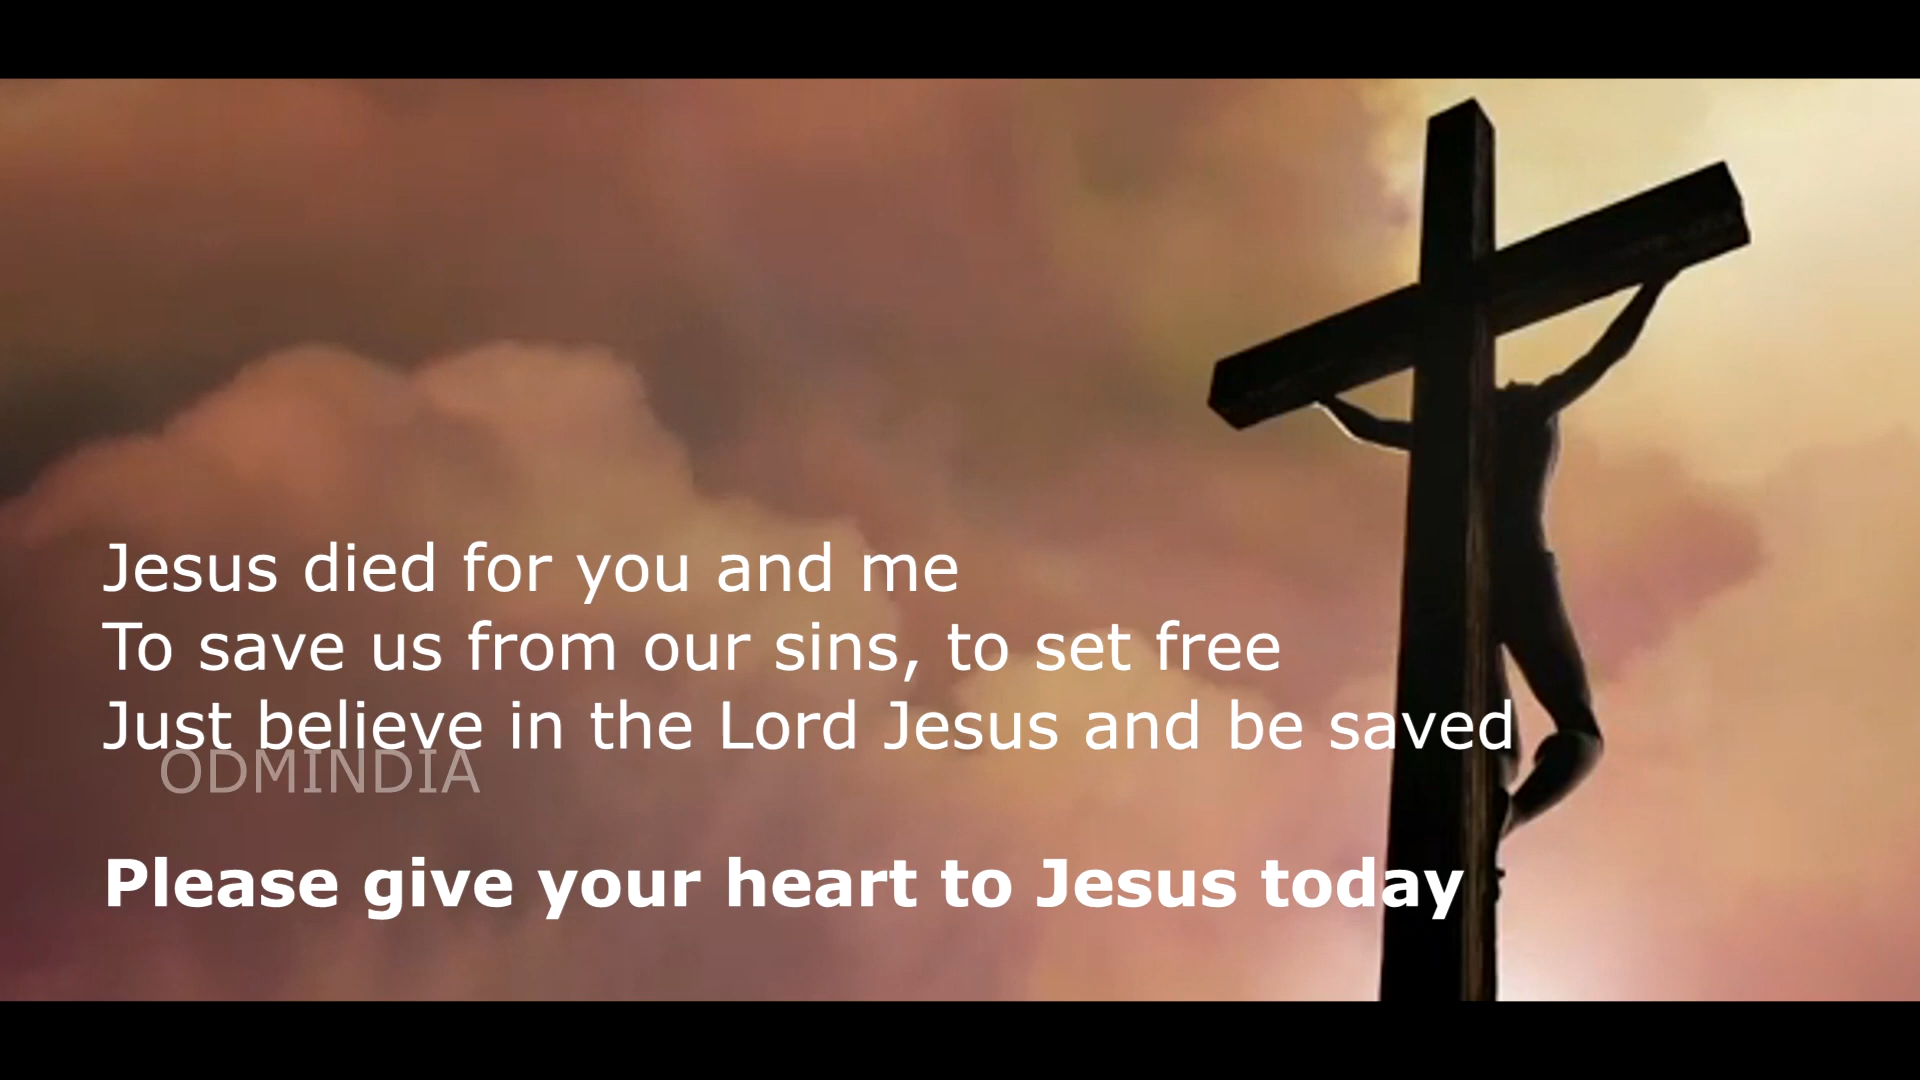 Jesus died for you and me
To save us from our sins, to set free
Just believe in the Lord Jesus and be saved
ODMINDIA
Please give your heart to Jesus today